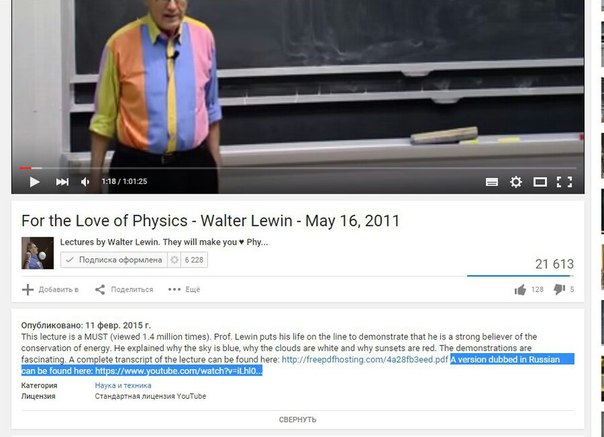 1:18 / 1:01:25
For the Love of Physics - Walter Lewin - May 16, 2011
Lectures by Walter Lewin. They will make you ♥ Phy...
Подписка оформлена 6 228
21 613
Добавить в Поделиться Ещё 128 5
Опубликовано: 11 февр. 2015 г.
This lecture is a MUST (viewed 1.4 million times). Prof. Lewin puts his life on the line to demonstrate that he is a strong believer of the
conservation of energy. He explained why the sky is blue, why the clouds are white and why sunsets are red. The demonstrations are
fascinating. A complete transcript of the lecture can be found here: http://freepdfhosting.com/4a28fb3eed.pdf A version dubbed in Russian
can be found here: https://www.youtube.com/watch?v=iLhl0...
Категория Наука и техника
Лицензия Стандартная лицензия YouTube
СВЕРНУТЬ